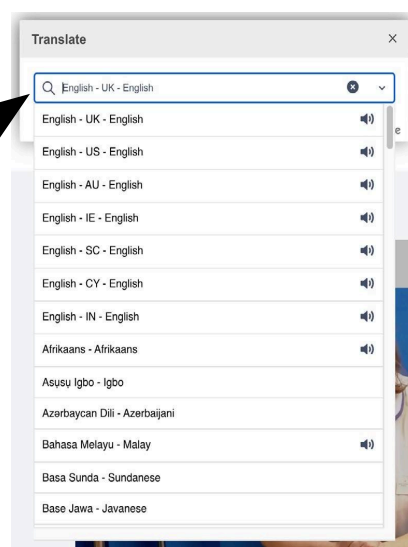 Translate
English - UK - English
English - UK - English
English - US - English
English - AU - English
English - IE - English
English - SC - English
English - CY - English
English - IN - English
Afrikaans - Afrikaans
Asụsụ Igbo - Igbo
Azərbaycan Dili - Azerbaijani
Bahasa Melayu - Malay
Basa Sunda - Sundanese
Base Jawa - Javanese